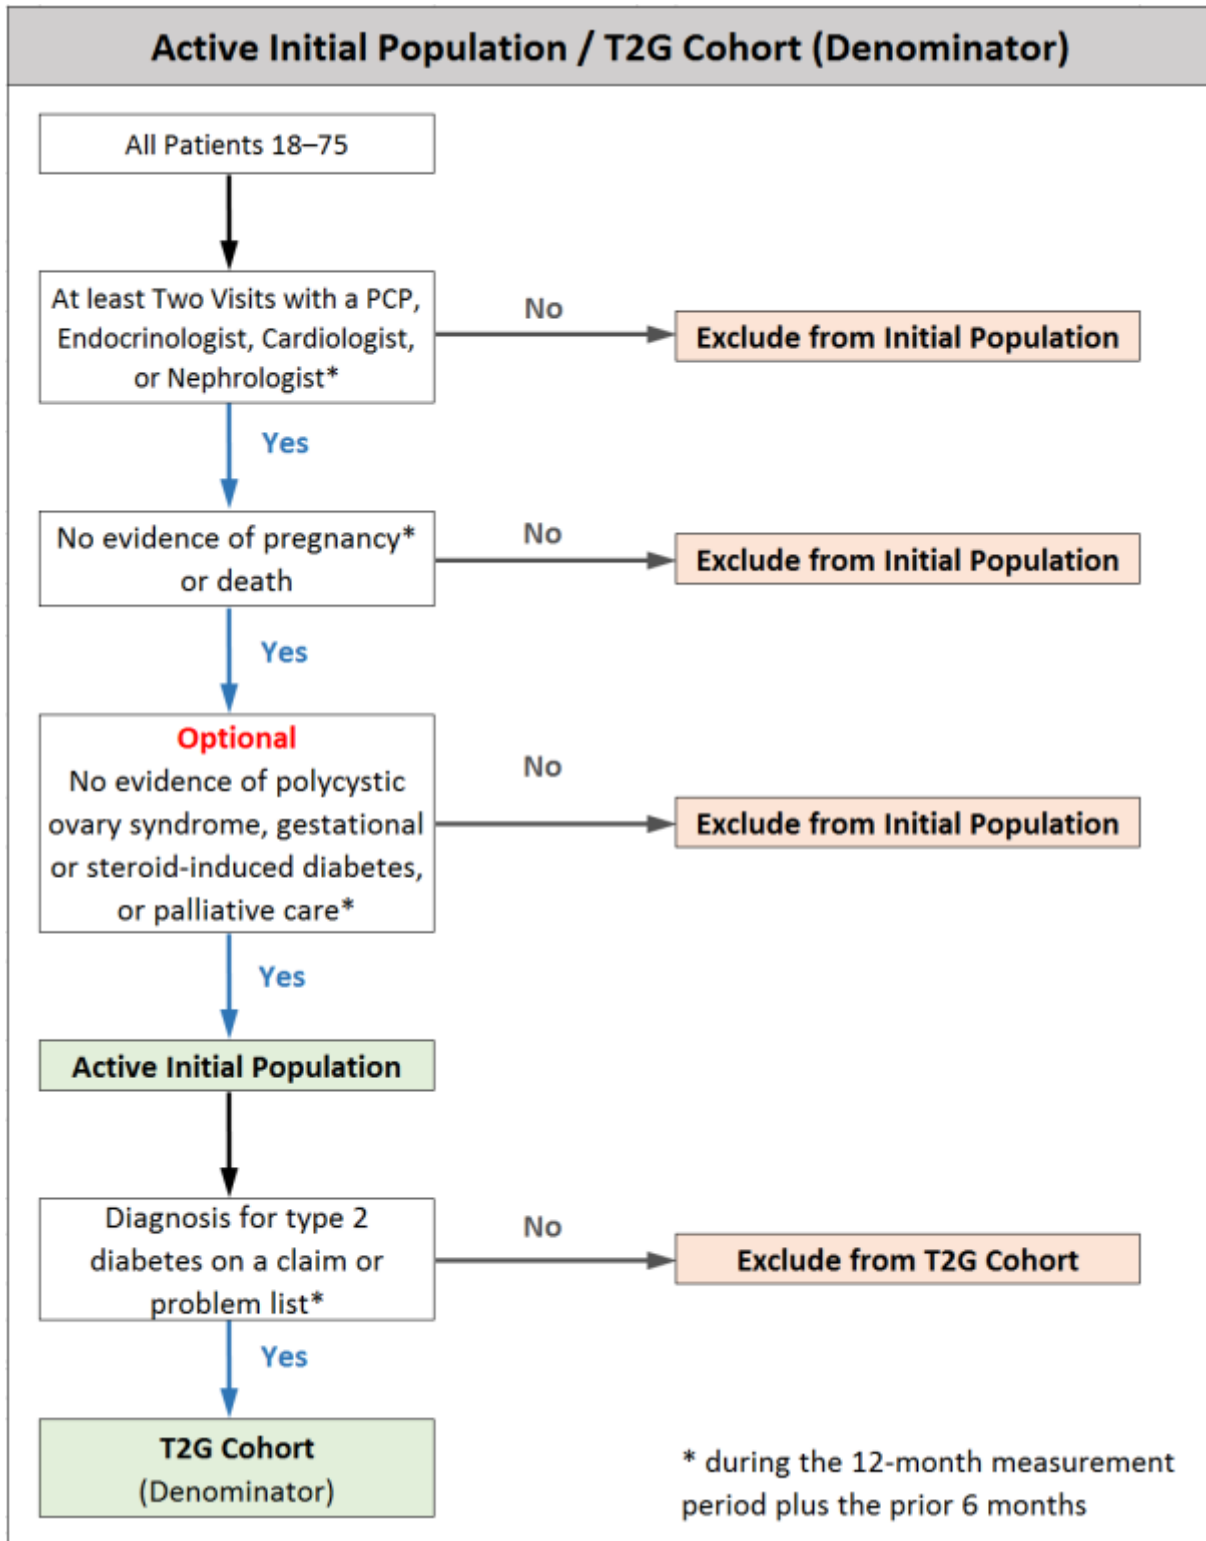 Active Initial Population / T2G Cohort (Denominator)
All Patients 18–75
At least Two Visits with a PCP,
Endocrinologist, Cardiologist,
or Nephrologist*
No
Exclude from Initial Population
Yes
No evidence of pregnancy*
or death
No
Exclude from Initial Population
Yes
Optional
No evidence of polycystic
ovary syndrome, gestational
or steroid-induced diabetes,
or palliative care*
No
Exclude from Initial Population
Yes
Active Initial Population
Diagnosis for type 2
diabetes on a claim or
problem list*
No
Exclude from T2G Cohort
Yes
T2G Cohort
(Denominator)
* during the 12-month measurement
period plus the prior 6 months